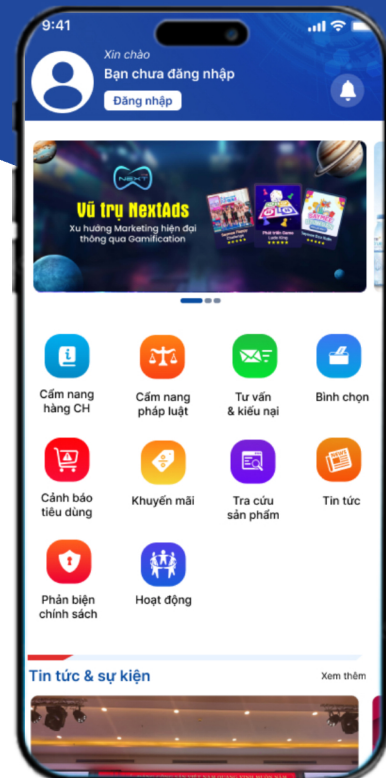 9:41
Xin chào
Bạn chưa đăng nhập
Đăng nhập
NEXT
Vũ trụ NextAds
Xu hướng Marketing hiện đại
thông qua Gamification
Cẩm nang
hàng CH
Cẩm nang
pháp luật
Tư vấn
& kiếu nại
Bình chọn
Cảnh báo
tiêu dùng
Khuyến mãi
Tra cứu
sản phẩm
Tin tức
Phản biện
chính sách
Hoạt động
Tin tức & sự kiện
Xem thêm